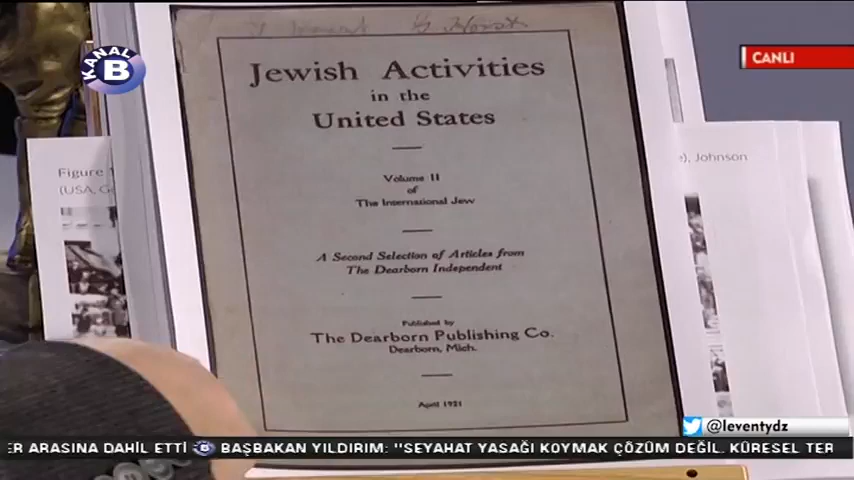 KANAL
B
CANLI
Jewish Activities
in the
United States
Volume II
of
The International Jew
A Second Selection of Articles from
The Dearborn Independent
Published by
The Dearborn Publishing Co.
Dearborn, Mich.
April 1921
Figure
(USA,
Johnson
@leventydz
ER ARASINA DAHİL ETTİ B BAŞBAKAN YILDIRIM: "SEYAHAT YASAĞI KOYMAK ÇÖZÜM DEĞİL. KÜRESEL TER